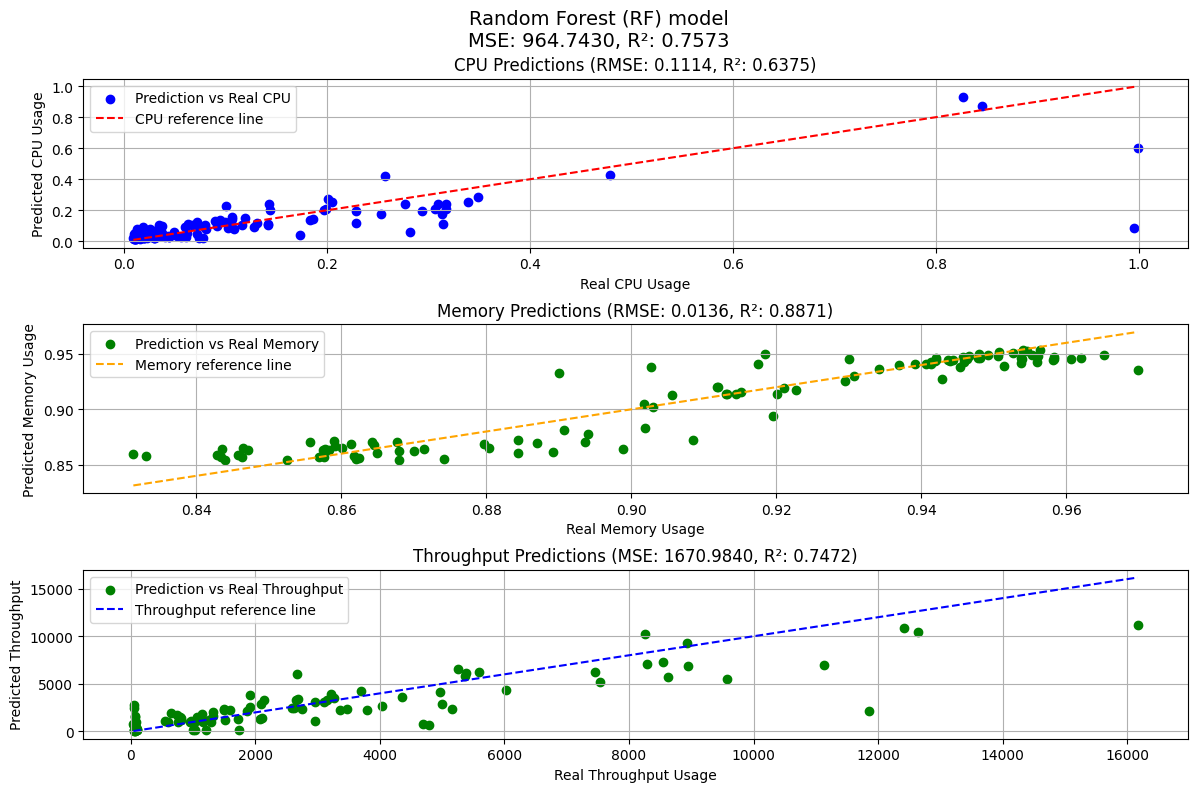 Random Forest (RF) model
MSE: 964.7430, R²: 0.7573
CPU Predictions (RMSE: 0.1114, R²: 0.6375)
Predicted CPU Usage
1.0
0.8
0.6
0.4
0.2
0.0
Prediction vs Real CPU
CPU reference line
0.0 0.2 0.4 0.6 0.8 1.0
Real CPU Usage
Memory Predictions (RMSE: 0.0136, R²: 0.8871)
Predicted Memory Usage
0.95
0.90
0.85
Prediction vs Real Memory
Memory reference line
0.84 0.86 0.88 0.90 0.92 0.94 0.96
Real Memory Usage
Throughput Predictions (MSE: 1670.9840, R²: 0.7472)
Predicted Throughput
15000
10000
5000
0
Prediction vs Real Throughput
Throughput reference line
0 2000 4000 6000 8000 10000 12000 14000 16000
Real Throughput Usage